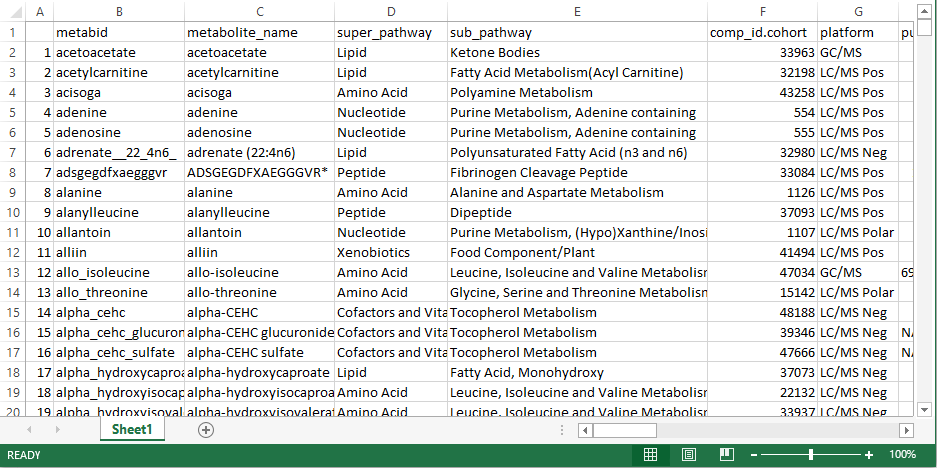 A B C D E F G
1 metabid metabolite_name super_pathway sub_pathway comp_id.cohort platform
2 1 acetoacetate acetoacetate Lipid Ketone Bodies 33963 GC/MS
3 2 acetylcarnitine acetylcarnitine Lipid Fatty Acid Metabolism(Acyl Carnitine) 32198 LC/MS Pos
4 3 acisoga acisoga Amino Acid Polyamine Metabolism 43258 LC/MS Pos
5 4 adenine adenine Nucleotide Purine Metabolism, Adenine containing 554 LC/MS Pos
6 5 adenosine adenosine Nucleotide Purine Metabolism, Adenine containing 555 LC/MS Pos
7 6 adrenate__22_4n6_ adrenate (22:4n6) Lipid Polyunsaturated Fatty Acid (n3 and n6) 32980 LC/MS Neg
8 7 adsgegdfxaegggvr ADSGEGDFXAEGGGVR* Peptide Fibrinogen Cleavage Peptide 33084 LC/MS Pos
9 8 alanine alanine Amino Acid Alanine and Aspartate Metabolism 1126 LC/MS Pos
10 9 alanylleucine alanylleucine Peptide Dipeptide 37093 LC/MS Pos
11 10 allantoin allantoin Nucleotide Purine Metabolism, (Hypo)Xanthine/Inosi 1107 LC/MS Polar
12 11 alliin alliin Xenobiotics Food Component/Plant 41494 LC/MS Pos
13 12 allo_isoleucine allo-isoleucine Amino Acid Leucine, Isoleucine and Valine Metabolism 47034 GC/MS 69
14 13 allo_threonine allo-threonine Amino Acid Glycine, Serine and Threonine Metabolism 15142 LC/MS Polar
15 14 alpha_cehc alpha-CEHC Cofactors and Vita Tocopherol Metabolism 48188 LC/MS Neg
16 15 alpha_cehc_glucuron alpha-CEHC glucuronide Cofactors and Vita Tocopherol Metabolism 39346 LC/MS Neg
17 16 alpha_cehc_sulfate alpha-CEHC sulfate Cofactors and Vita Tocopherol Metabolism 47666 LC/MS Neg
18 17 alpha_hydroxycaproa alpha-hydroxycaproate Lipid Fatty Acid, Monohydroxy 37073 LC/MS Neg
19 18 alpha_hydroxyisocap alpha-hydroxyisocaproa Amino Acid Leucine, Isoleucine and Valine Metabolism 22132 LC/MS Neg
20 19 alpha_hydroxyisoval alpha-hydroxyisovalerat Amino Acid Leucine, Isoleucine and Valine Metabolism 33937 LC/MS Neg
Sheet1
READY 100%